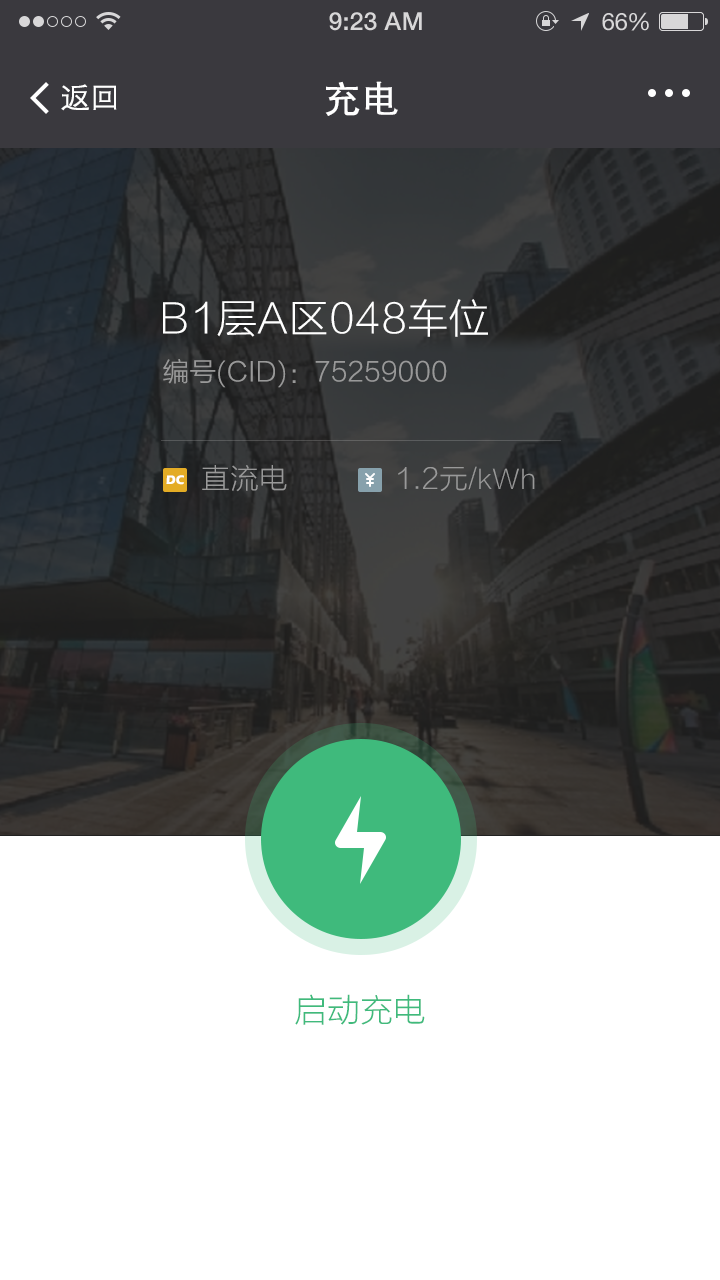 9:23 AM
66%
返回
充电
B1层A区048车位
编号(CID)：75259000
DC 直流电
¥ 1.2元/kWh
启动充电